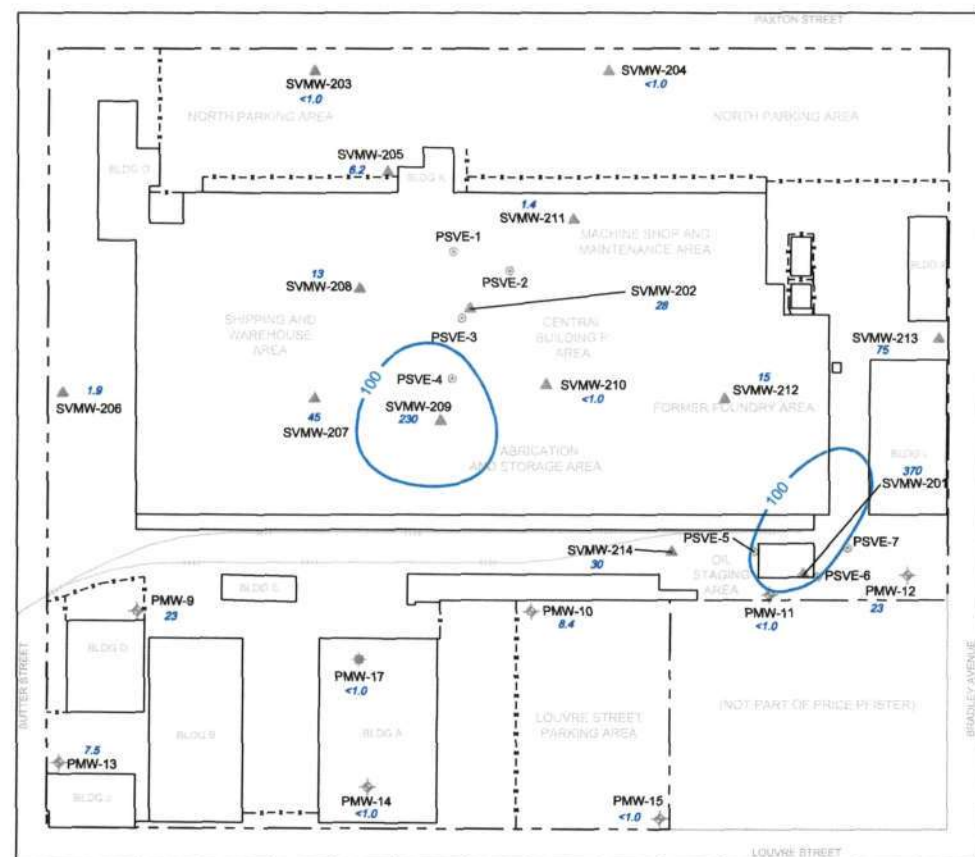 PAXTON STREET
SVMW-203
<1.0
SVMW-204
<1.0
NORTH PARKING AREA
NORTH PARKING AREA
SVMW-205
6.2
BLDG K
1.4
SVMW-211
MACHINE SHOP AND
MAINTENANCE AREA
PSVE-1
PSVE-2
13
SVMW-208
SVMW-202
28
SHIPPING AND
WAREHOUSE
AREA
PSVE-3
CENTRAL
BUILDING P
AREA
SVMW-213
75
100
PSVE-4
1.9
SVMW-206
45
SVMW-207
SVMW-209
230
SVMW-210
<1.0
15
SVMW-212
FORMER FOUNDRY AREA
ABRICATION
AND STORAGE AREA
BLDG L
370
SVMW-201
100
PSVE-5
PSVE-7
SVMW-214
30
OIL
STAGING
AREA
PSVE-6
PMW-12
23
PMW-11
<1.0
PMW-9
23
PMW-10
8.4
PMW-17
<1.0
BUTTER STREET
BLDG D
BLDG B
BLDG A
LOUVRE STREET
PARKING AREA
(NOT PART OF PRICE PFISTER)
BRADLEY AVENUE
7.5
PMW-13
BLDG J
PMW-14
<1.0
PMW-15
<1.0
LOUVRE STREET